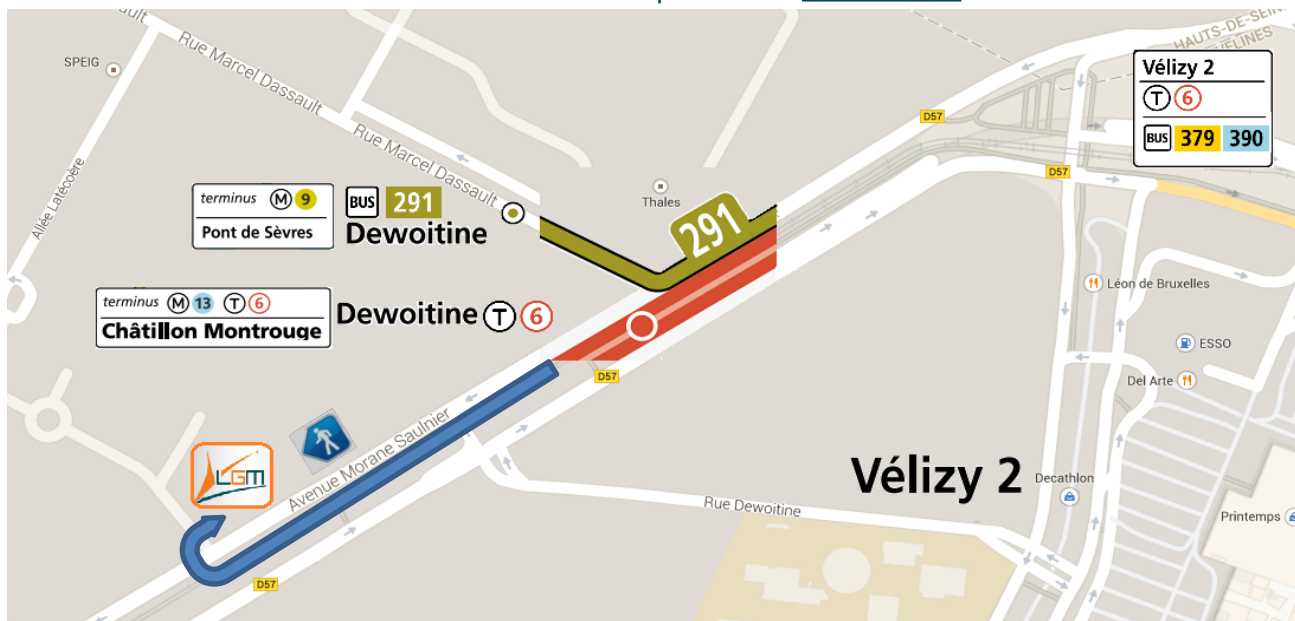 HAUTS-DE-SEIN
VELINES
SPEIG
Rue Marcel Dassault
Vélizy 2
T 6
BUS 379 390
D57
Rue Marcel Dassault
D57
Allée Latécoère
terminus M 9
Pont de Sèvres
BUS 291
Dewoitine
Thales
291
terminus M 13 T 6
Châtillon Montrouge
Dewoitine T 6
Léon de Bruxelles
ESSO
D57
Del Arte
Avenue Morane Saulnier
LGM
Vélizy 2
Decathlon
Rue Dewoitine
Printemps
D57